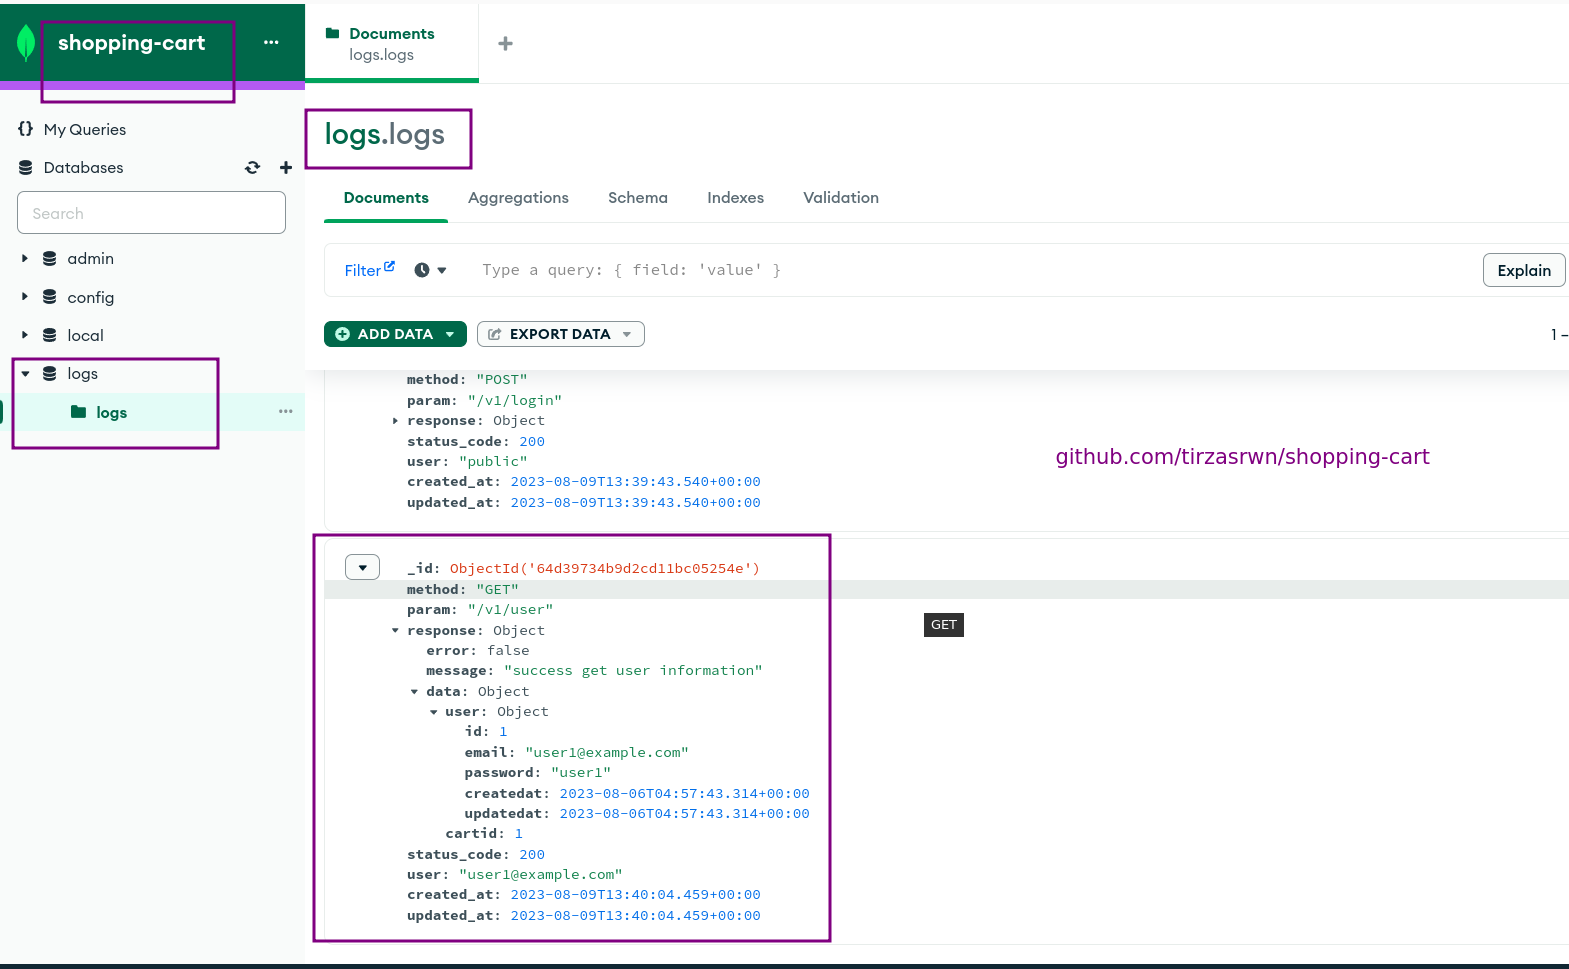 shopping-cart
Documents
logs.logs
My Queries
Databases
Search
admin
config
local
logs
logs
logs.logs
Documents Aggregations Schema Indexes Validation
Filter Type a query: { field: 'value' } Explain
ADD DATA EXPORT DATA 1 –
method: "POST"
param: "/v1/login"
response: Object
status_code: 200
user: "public"
created_at: 2023-08-09T13:39:43.540+00:00
updated_at: 2023-08-09T13:39:43.540+00:00
github.com/tirzasrwn/shopping-cart
_id: ObjectId('64d39734b9d2cd11bc05254e')
method: "GET"
param: "/v1/user"
response: Object
error: false
message: "success get user information"
data: Object
user: Object
id: 1
email: "user1@example.com"
password: "user1"
createdat: 2023-08-06T04:57:43.314+00:00
updatedat: 2023-08-06T04:57:43.314+00:00
cartid: 1
status_code: 200
user: "user1@example.com"
created_at: 2023-08-09T13:40:04.459+00:00
updated_at: 2023-08-09T13:40:04.459+00:00
GET